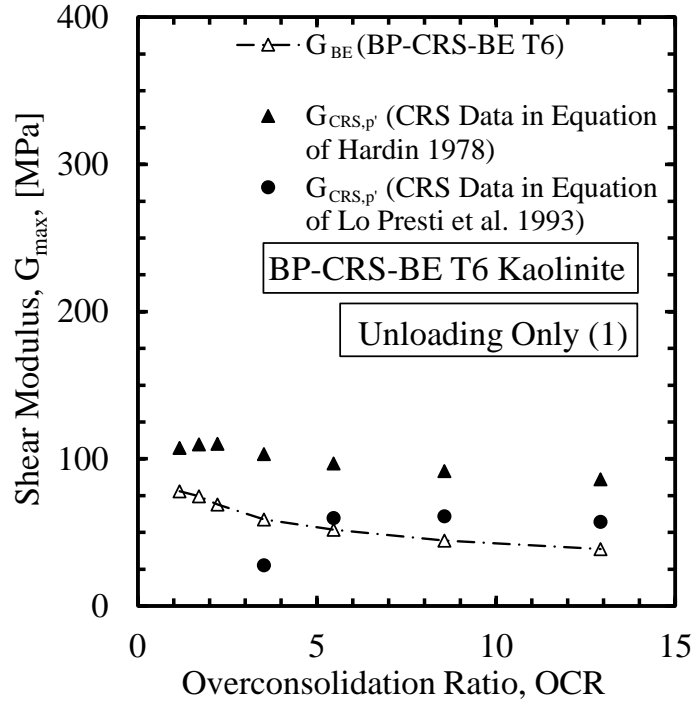 400
300
200
100
0
0
5
10
15
Shear Modulus, G_max, [MPa]
Overconsolidation Ratio, OCR
G_BE (BP-CRS-BE T6)
G_CRS,p' (CRS Data in Equation
of Hardin 1978)
G_CRS,p' (CRS Data in Equation
of Lo Presti et al. 1993)
BP-CRS-BE T6 Kaolinite
Unloading Only (1)